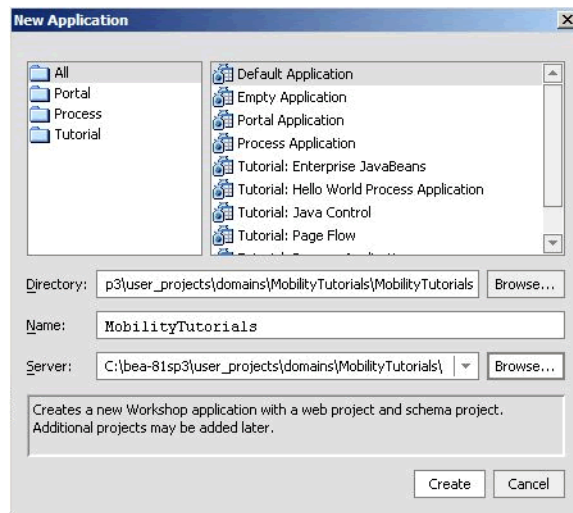 New Application
All
Portal
Process
Tutorial
Default Application
Empty Application
Portal Application
Process Application
Tutorial: Enterprise JavaBeans
Tutorial: Hello World Process Application
Tutorial: Java Control
Tutorial: Page Flow
Directory: p3\user_projects\domains\MobilityTutorials\MobilityTutorials Browse...
Name: MobilityTutorials
Server: C:\bea-81sp3\user_projects\domains\MobilityTutorials\ Browse...
Creates a new Workshop application with a web project and schema project.
Additional projects may be added later.
Create Cancel